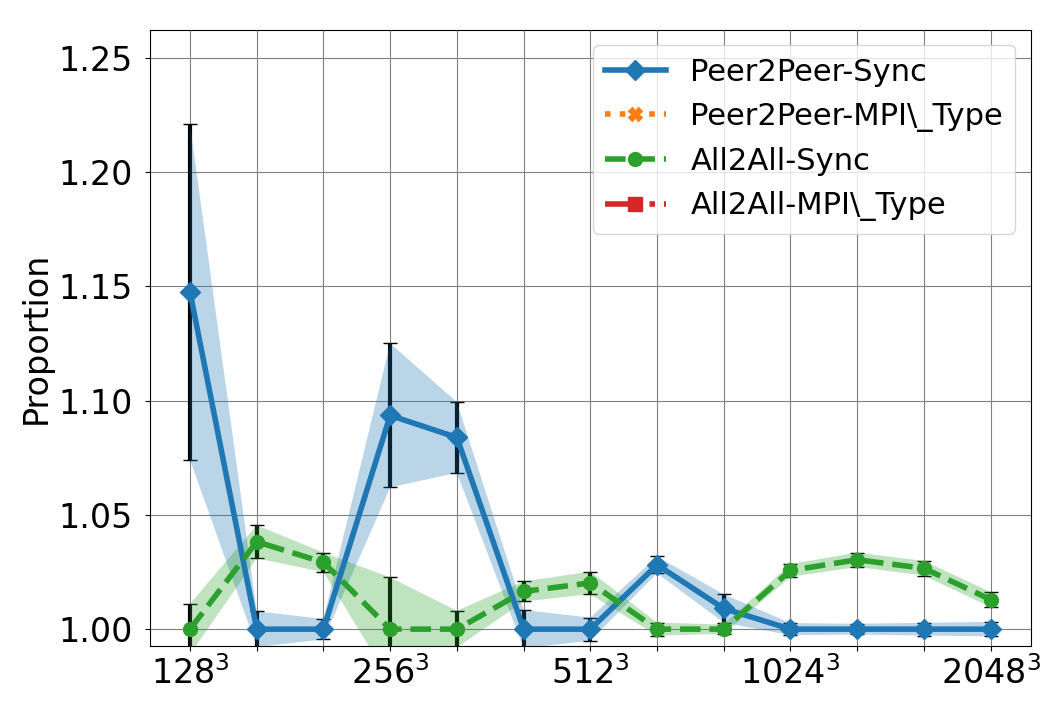 1.25
1.20
1.15
1.10
1.05
1.00
Proportion
Peer2Peer-Sync
Peer2Peer-MPI\_Type
All2All-Sync
All2All-MPI\_Type
128³ 256³ 512³ 1024³ 2048³